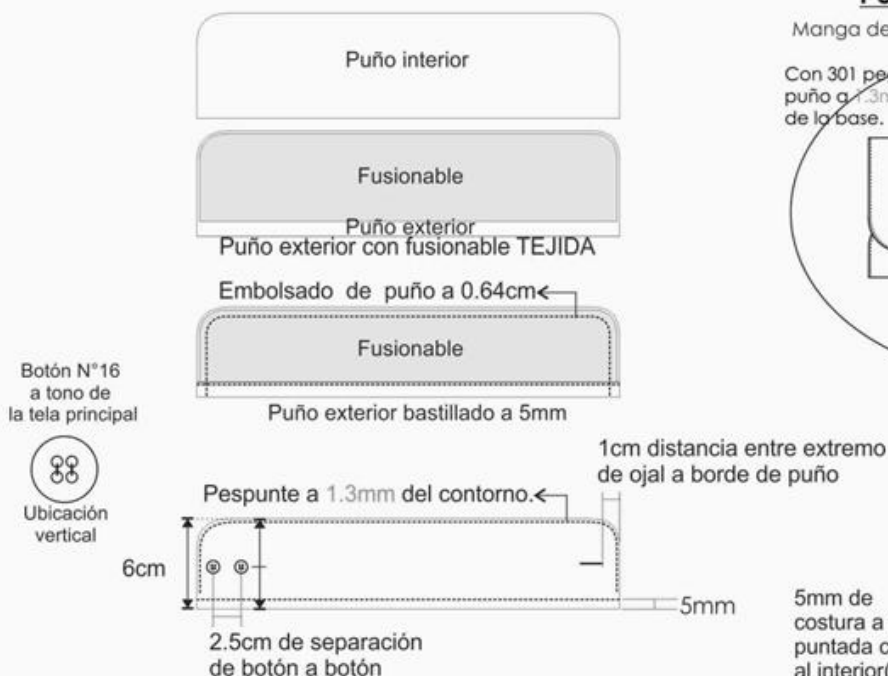 Puño interior
Fusionable
Puño exterior
Puño exterior con fusionable TEJIDA
Embolsado de puño a 0.64cm
Fusionable
Puño exterior bastillado a 5mm
Botón N°16
a tono de
la tela principal
Ubicación
vertical
Pespunte a 1.3mm del contorno.
1cm distancia entre extremo
de ojal a borde de puño
6cm
5mm
2.5cm de separación
de botón a botón
Manga de
Con 301 pe
puño a 1.3m
de la base.
5mm de
costura a
puntada
al interior(